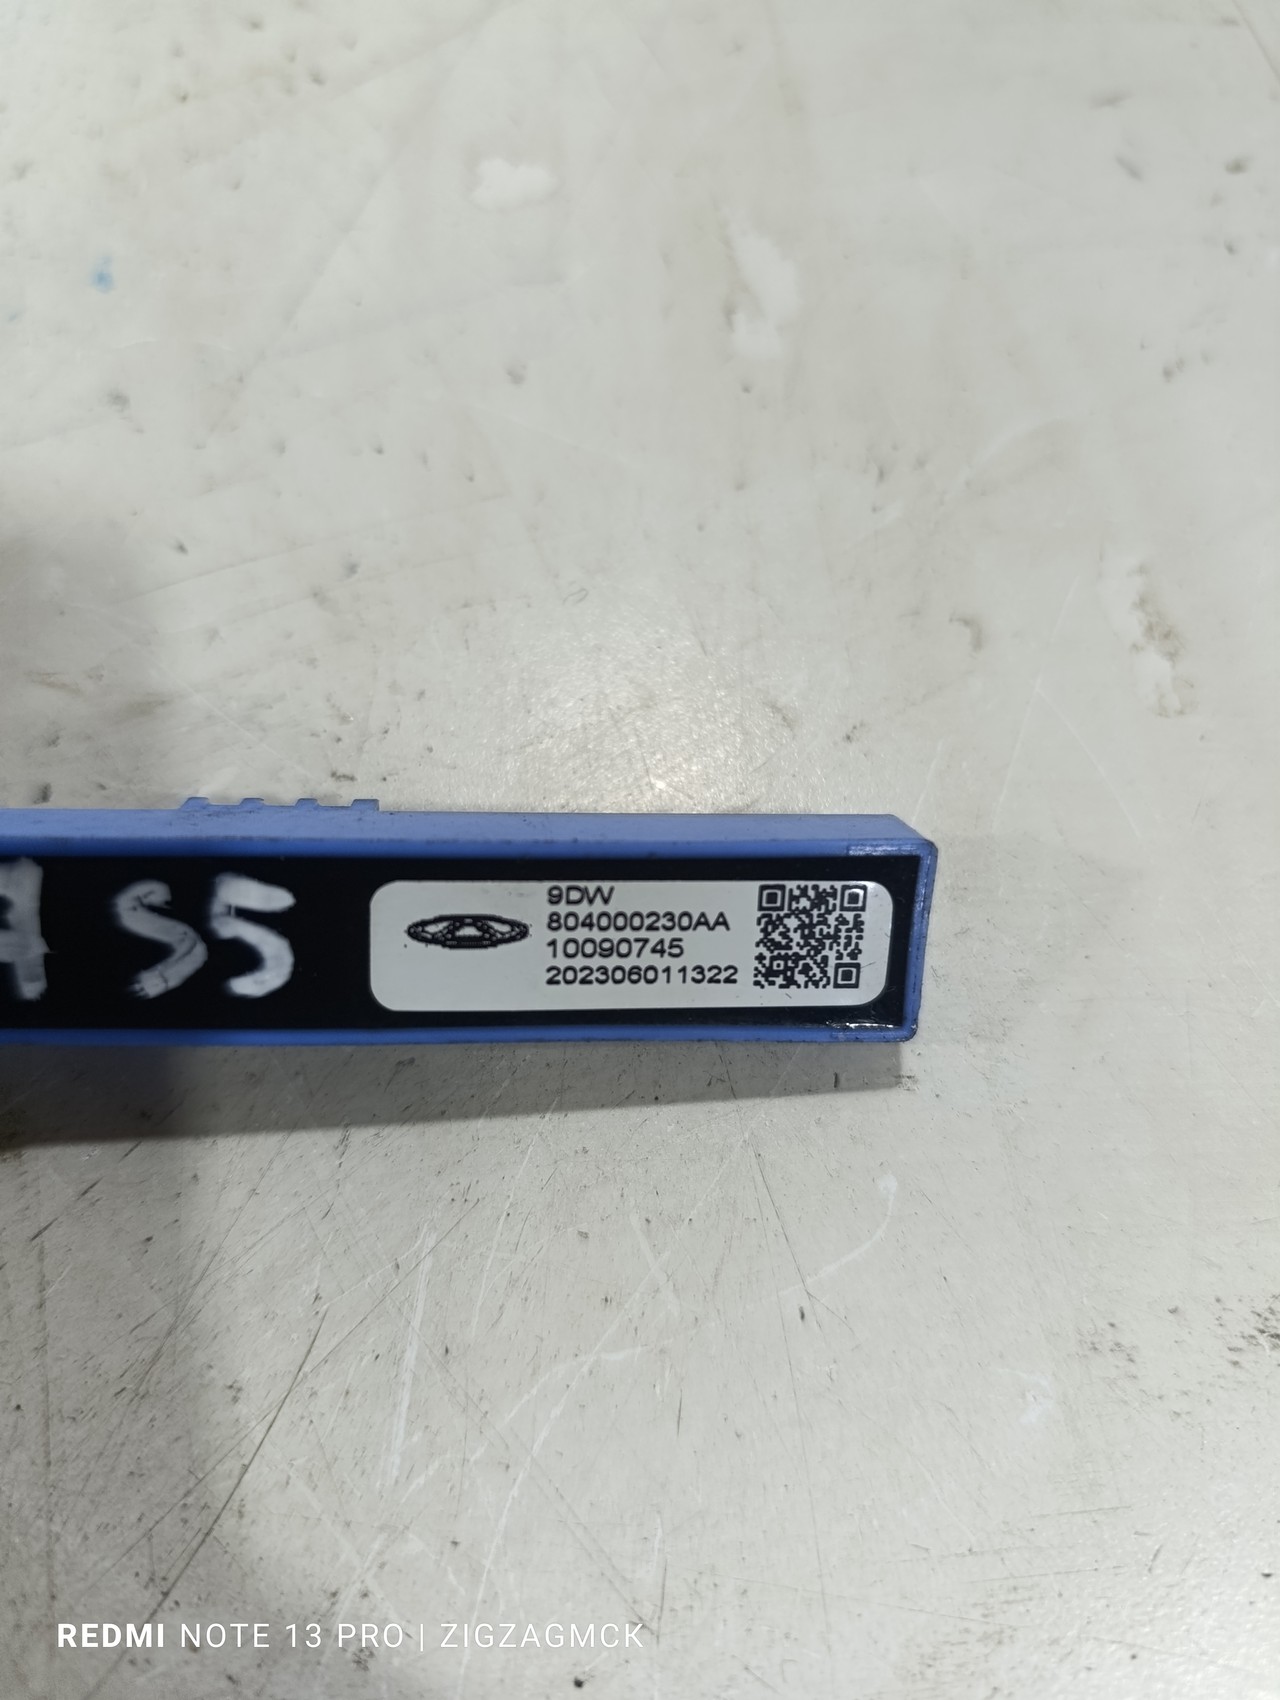 S5
9DW
804000230AA
10090745
202306011322
REDMI NOTE 13 PRO | ZIGZAGMCK